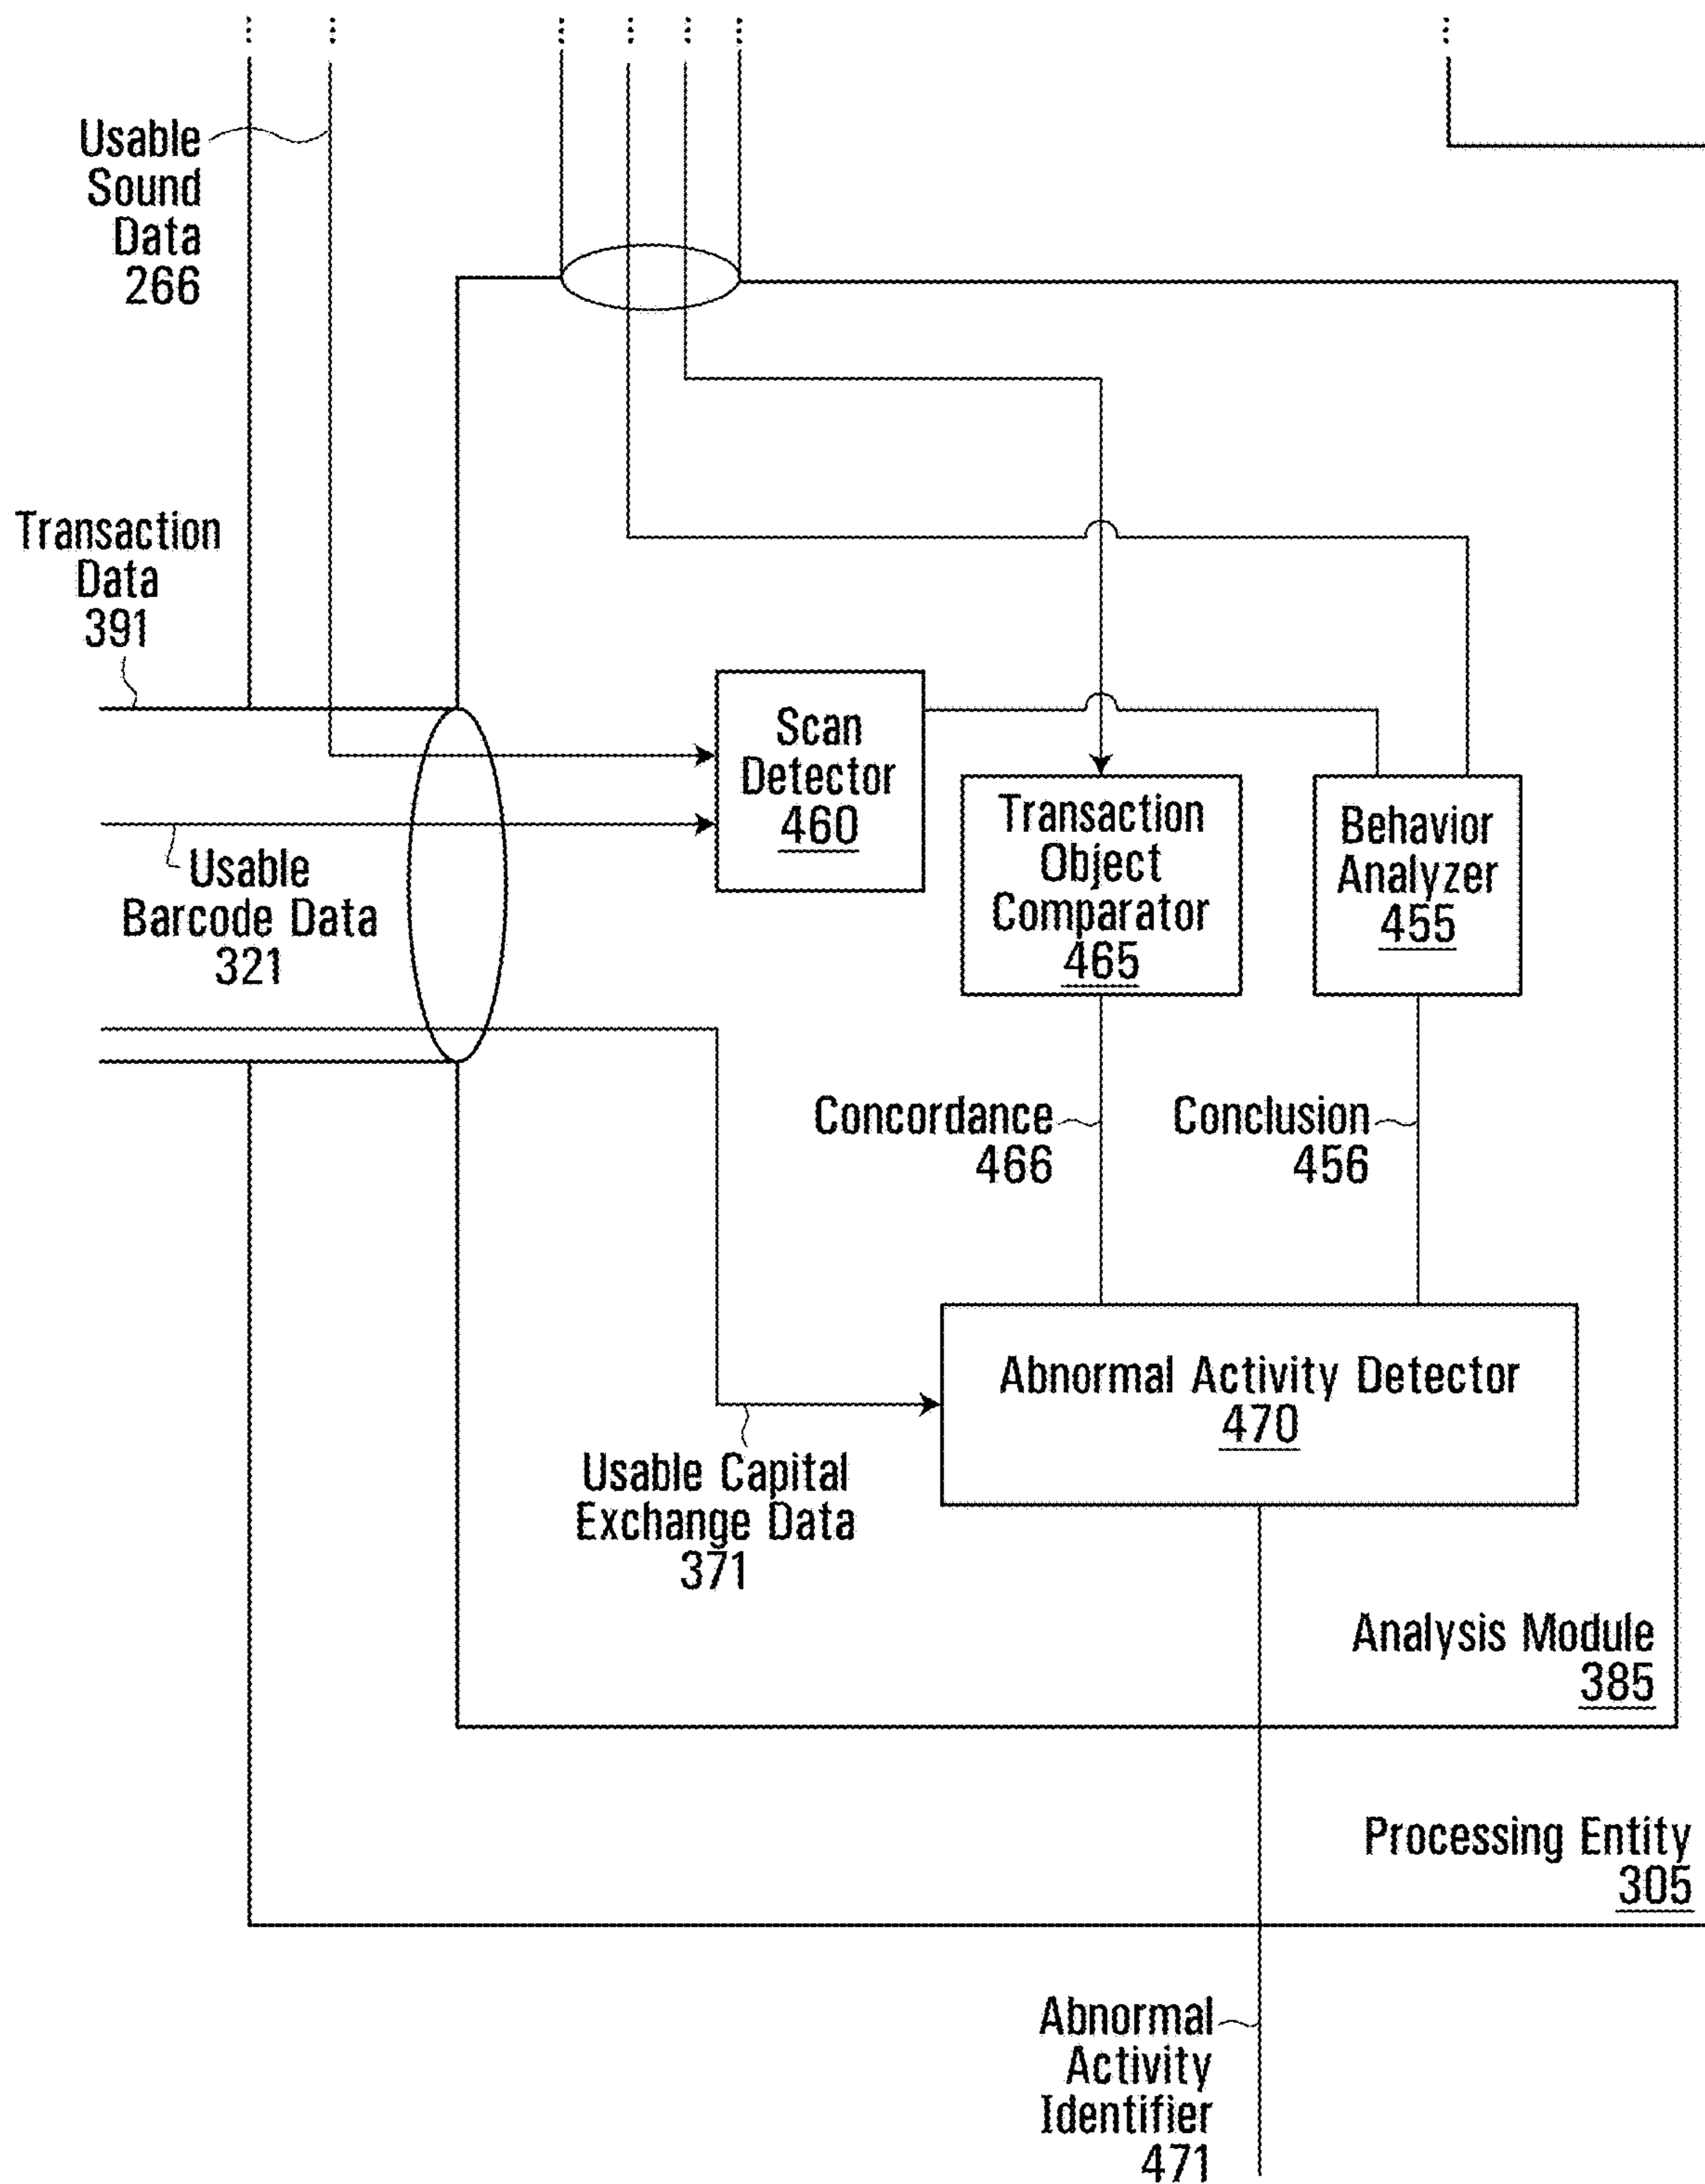 Usable
Sound
Data
266
Transaction
Data
391
Scan
Detector
460
Transaction
Object
Comparator
465
Behavior
Analyzer
455
Usable
Barcode Data
321
Concordance
466
Conclusion
456
Abnormal Activity Detector
470
Usable Capital
Exchange Data
371
Analysis Module
385
Processing Entity
305
Abnormal
Activity
Identifier
471